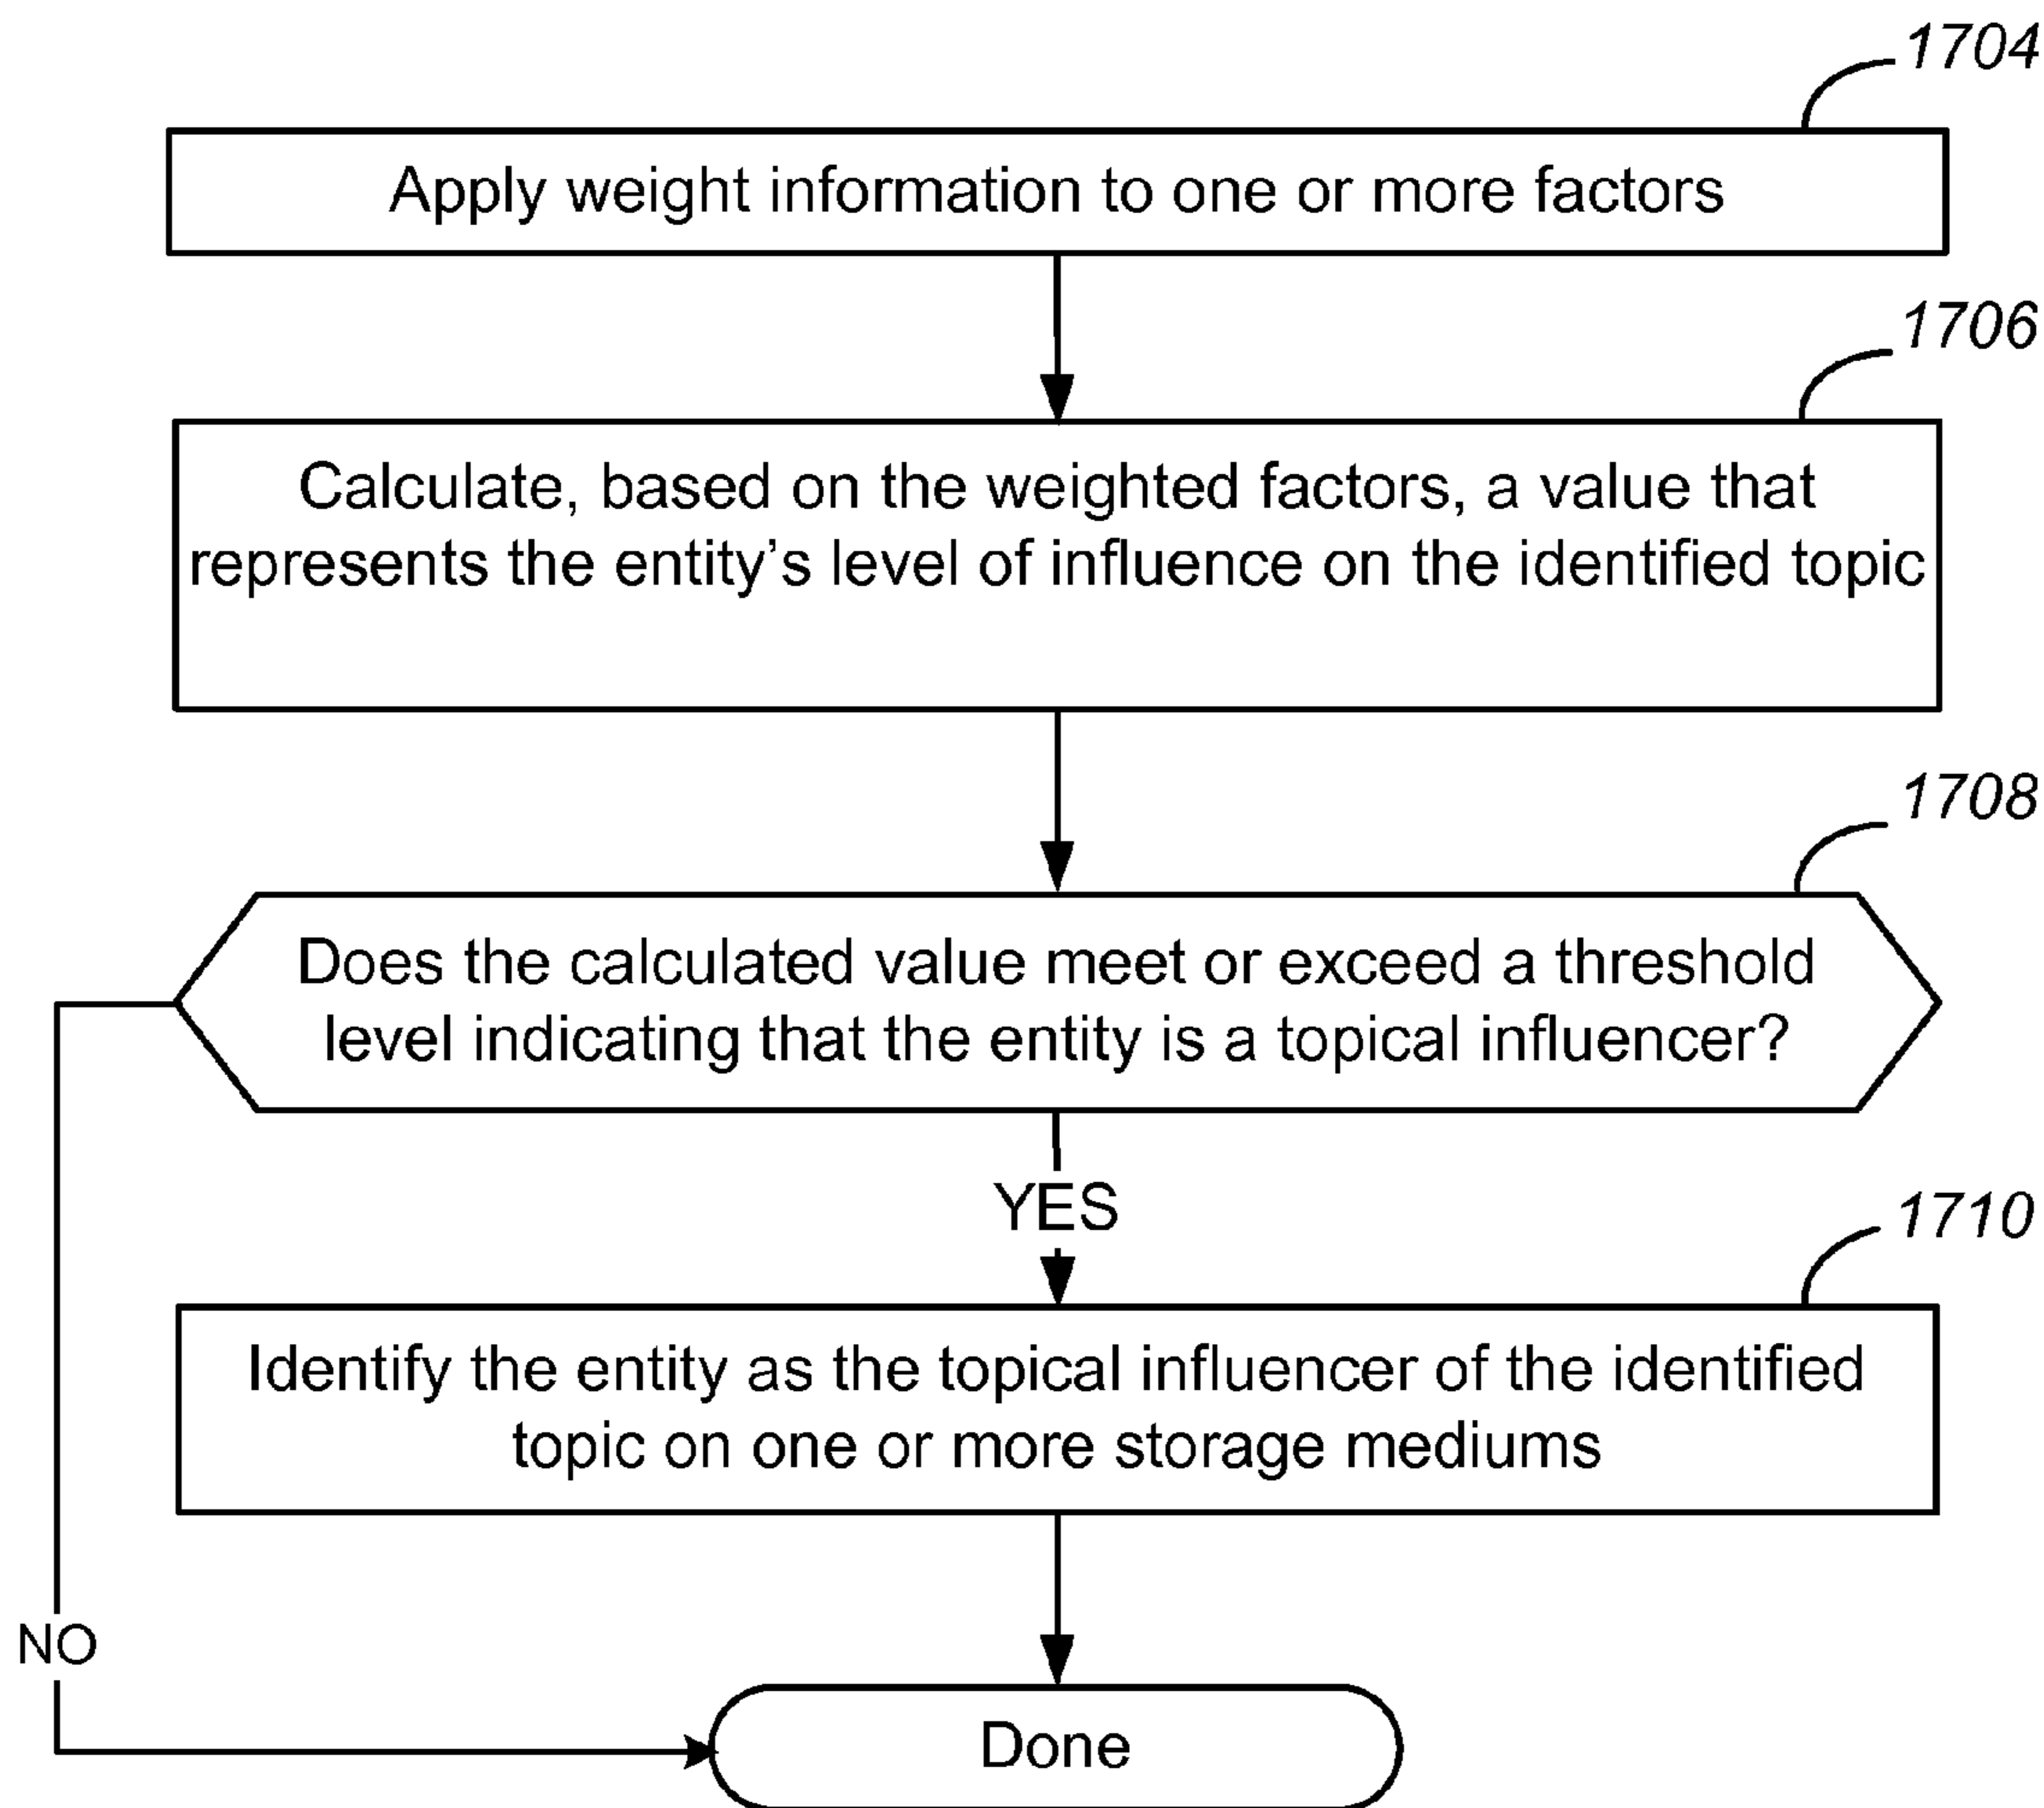 1704
Apply weight information to one or more factors
1706
Calculate, based on the weighted factors, a value that
represents the entity’s level of influence on the identified topic
1708
Does the calculated value meet or exceed a threshold
level indicating that the entity is a topical influencer?
YES
1710
Identify the entity as the topical influencer of the identified
topic on one or more storage mediums
NO
Done